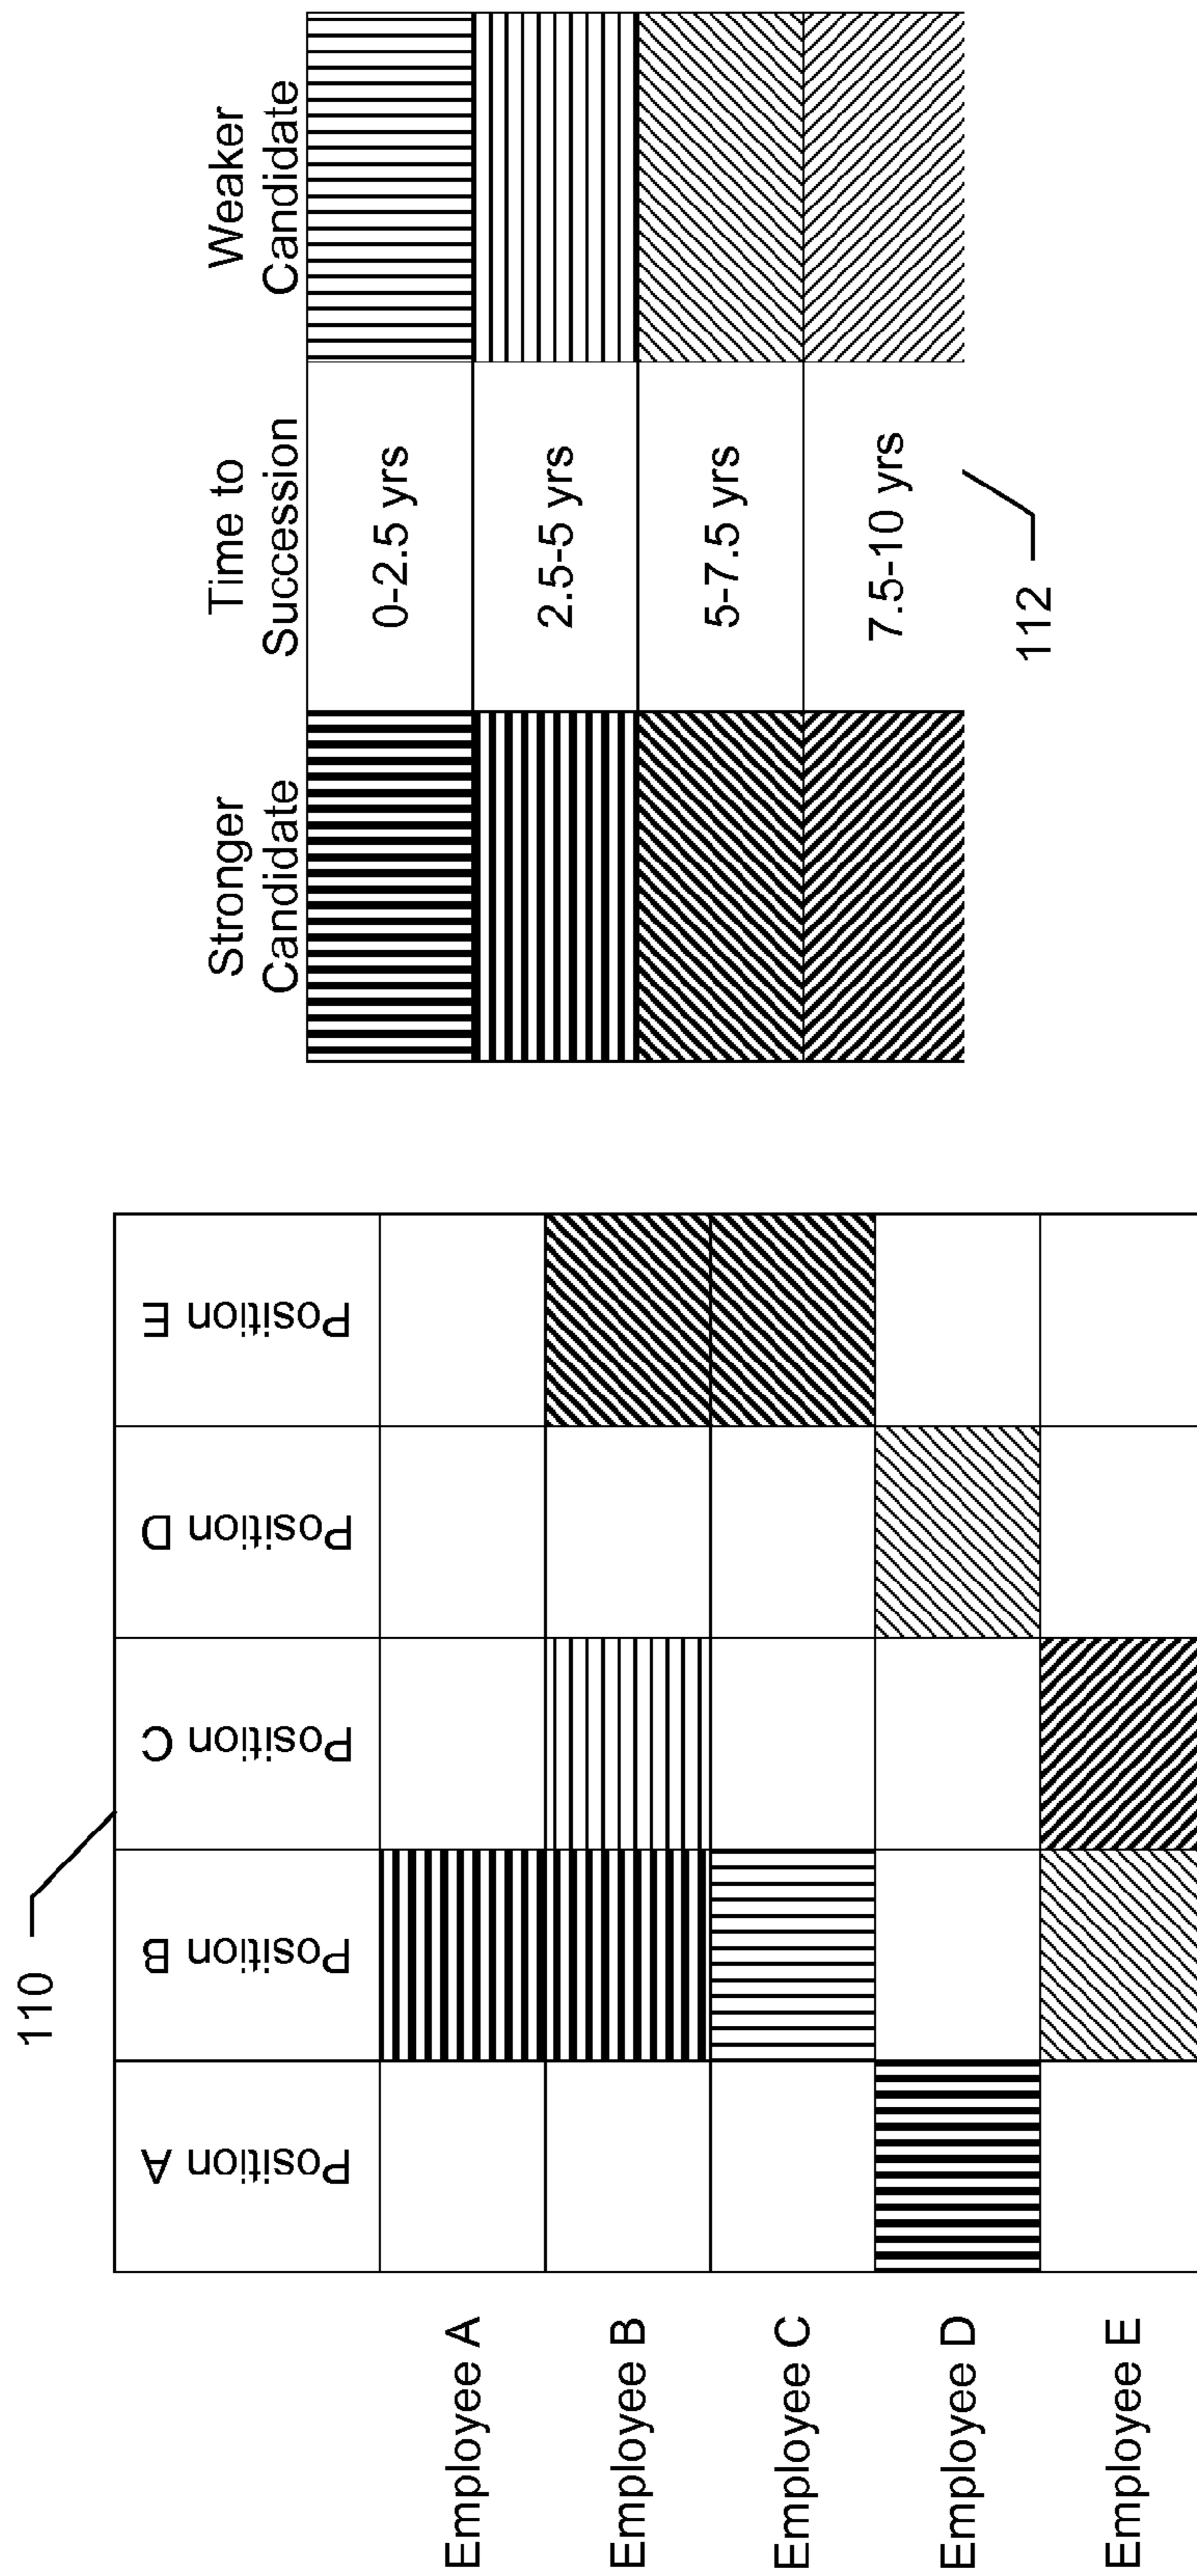 110
Position A
Position B
Position C
Position D
Position E
Employee A
Employee B
Employee C
Employee D
Employee E
Stronger
Candidate
Time to
Succession
Weaker
Candidate
0-2.5 yrs
2.5-5 yrs
5-7.5 yrs
7.5-10 yrs
112